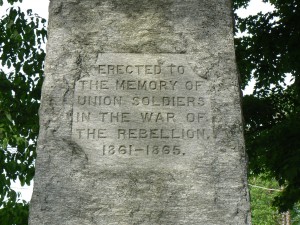 ERECTED TO
THE MEMORY OF
UNION SOLDIERS
IN THE WAR OF
THE REBELLION.
1861-1865.